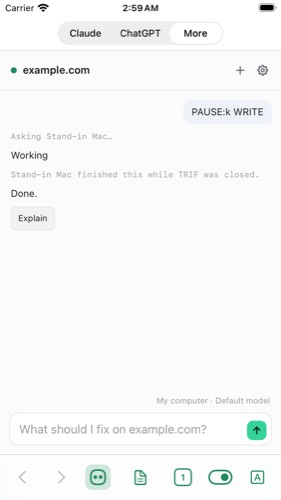 Carrier 2:59 AM
Claude ChatGPT More
example.com
PAUSE:k WRITE
Asking Stand-in Mac…
Working
Stand-in Mac finished this while TRIF was closed.
Done.
Explain
My computer · Default model
What should I fix on example.com?
1 A